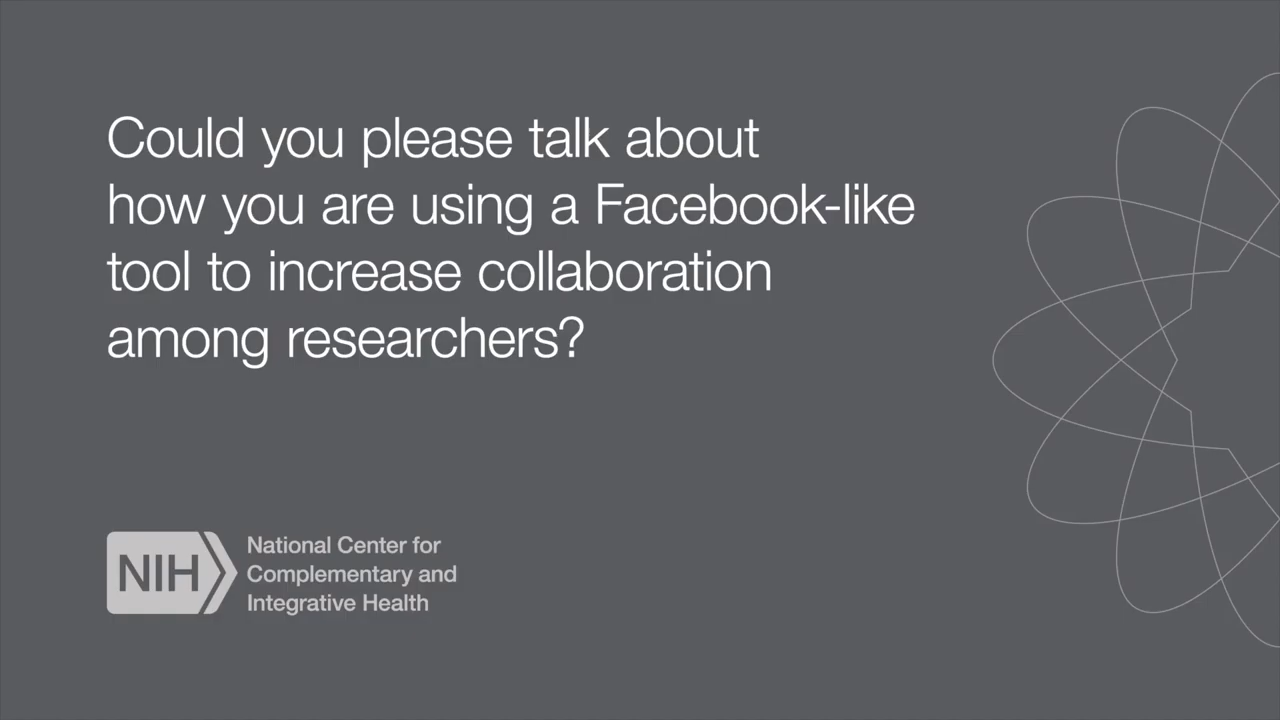 Could you please talk about
how you are using a Facebook-like
tool to increase collaboration
among researchers?
NIH
National Center for
Complementary and
Integrative Health